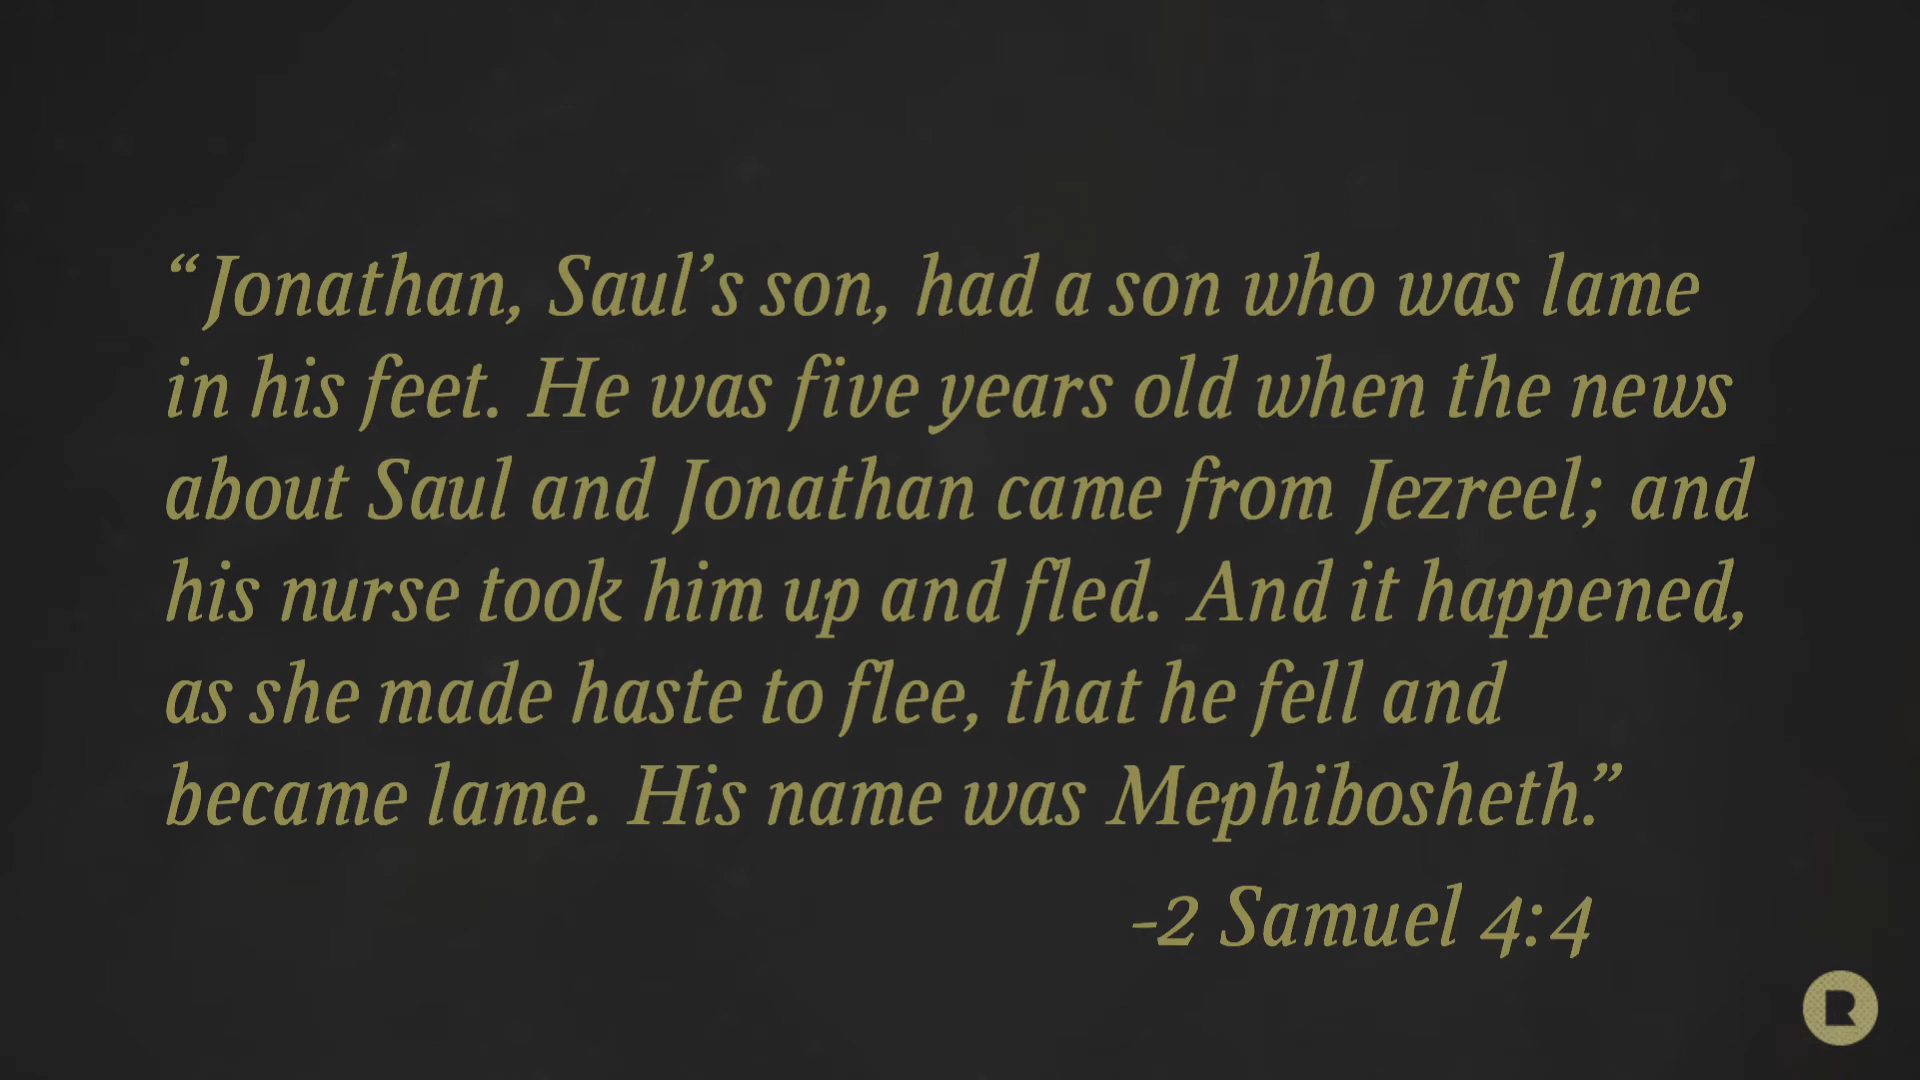 “Jonathan, Saul’s son, had a son who was lame
in his feet. He was five years old when the news
about Saul and Jonathan came from Jezreel; and
his nurse took him up and fled. And it happened,
as she made haste to flee, that he fell and
became lame. His name was Mephibosheth.”
-2 Samuel 4:4
R